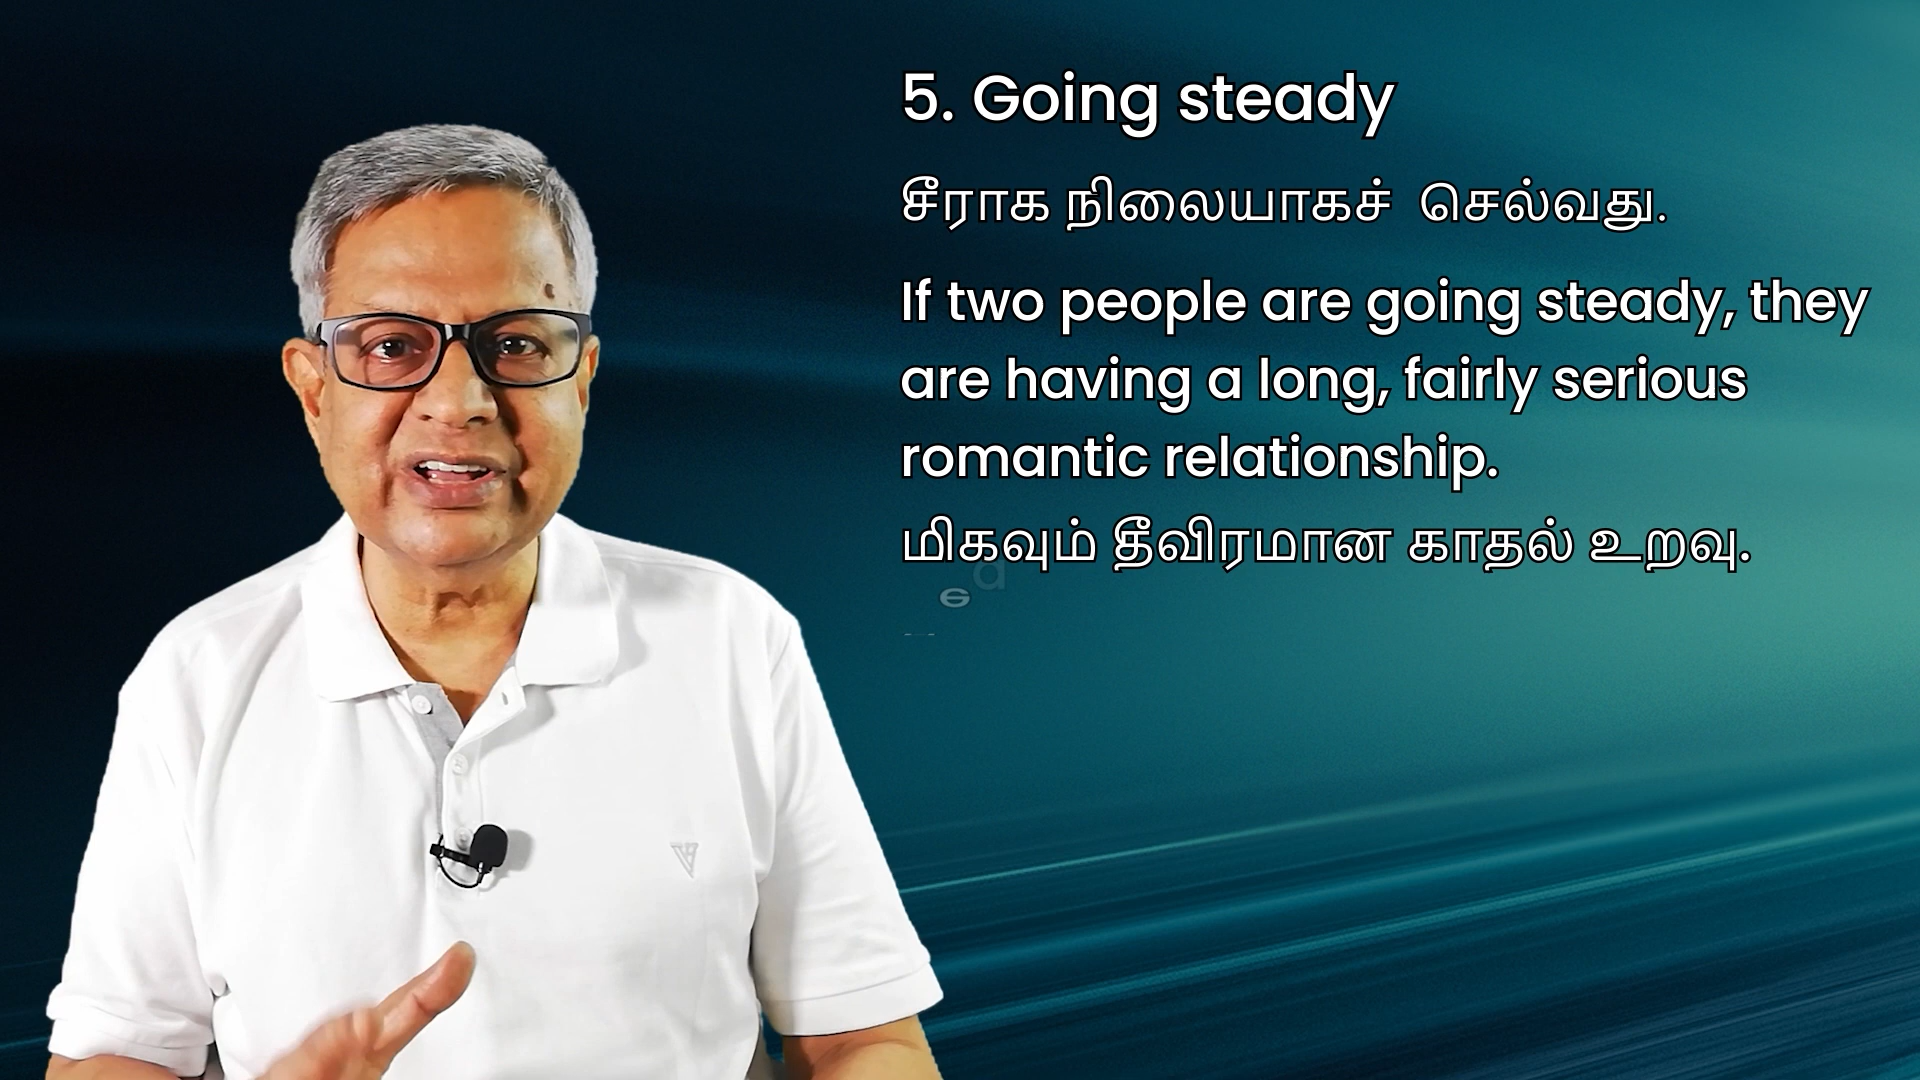 5. Going steady
சீராக நிலையாகச் செல்வது.
If two people are going steady, they
are having a long, fairly serious
romantic relationship.
மிகவும் தீவிரமான காதல் உறவு.